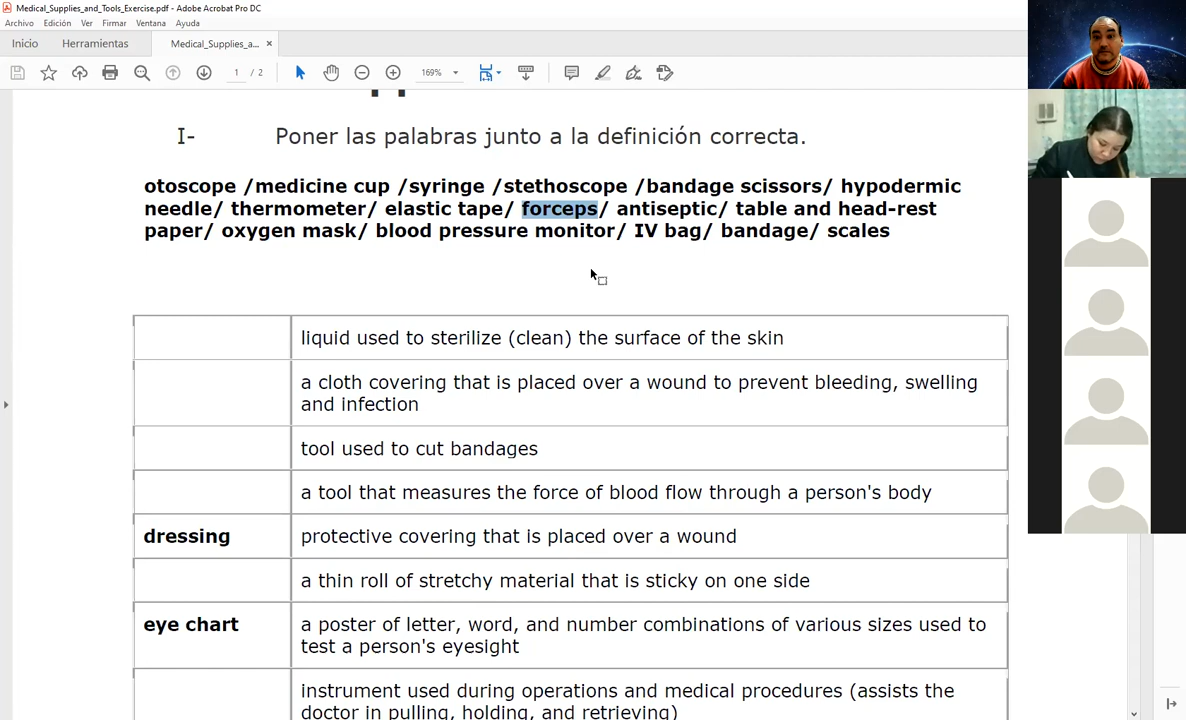 Medical_Supplies_and_Tools_Exercise.pdf - Adobe Acrobat Pro DC
Archivo Edición Ver Firmar Ventana Ayuda
Inicio Herramientas Medical_Supplies_a... ×
1 / 2 169%
I- Poner las palabras junto a la definición correcta.
otoscope /medicine cup /syringe /stethoscope /bandage scissors/ hypodermic
needle/ thermometer/ elastic tape/ forceps/ antiseptic/ table and head-rest
paper/ oxygen mask/ blood pressure monitor/ IV bag/ bandage/ scales
liquid used to sterilize (clean) the surface of the skin
a cloth covering that is placed over a wound to prevent bleeding, swelling
and infection
tool used to cut bandages
a tool that measures the force of blood flow through a person's body
dressing protective covering that is placed over a wound
a thin roll of stretchy material that is sticky on one side
eye chart a poster of letter, word, and number combinations of various sizes used to
test a person's eyesight
instrument used during operations and medical procedures (assists the
doctor in pulling, holding, and retrieving)